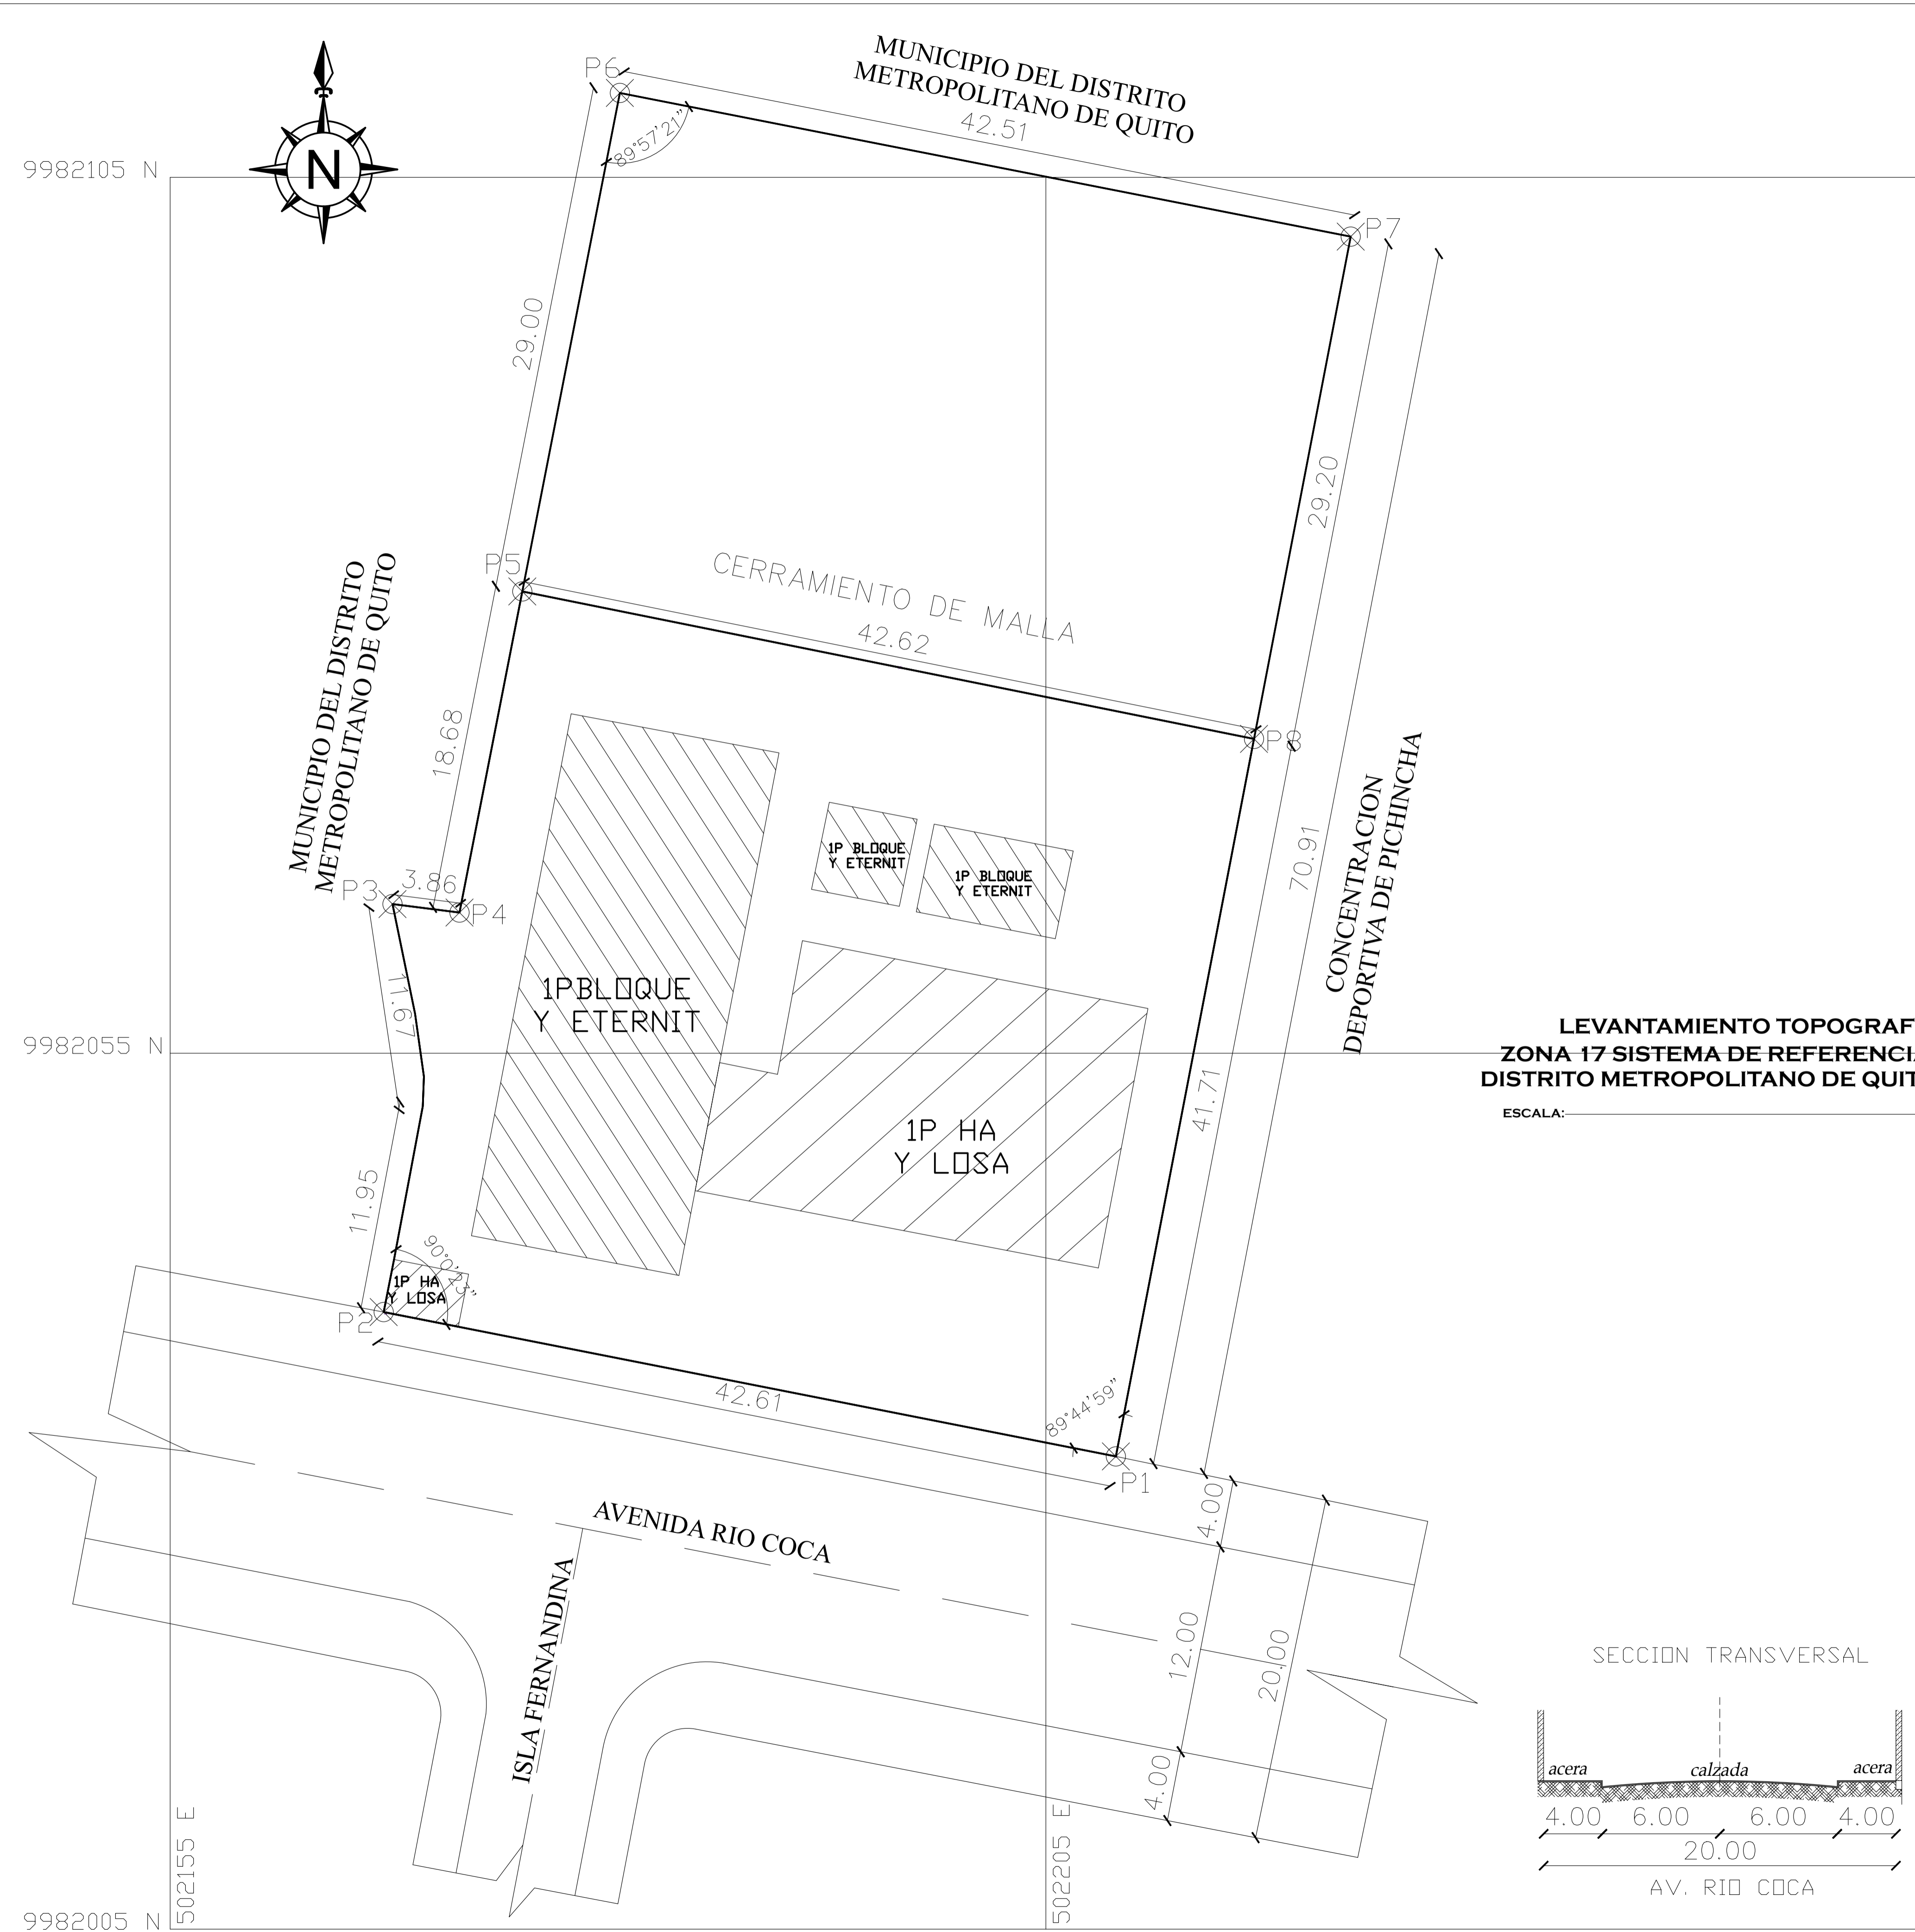 MUNICIPIO DEL DISTRITO
METROPOLITANO DE QUITO
42.51
P6
89°57'21"
N
9982105 N
P7
29.00
29.20
P5
CERRAMIENTO DE MALLA
42.62
P8
MUNICIPIO DEL DISTRITO
METROPOLITANO DE QUITO
18.68
70.91
CONCENTRACION
DEPORTIVA DE PICHINCHA
1P BLOQUE
Y ETERNIT
1P BLOQUE
Y ETERNIT
P3
3.86
P4
11.67
1PBLOQUE
Y ETERNIT
9982055 N
LEVANTAMIENTO TOPOGRAF
ZONA 17 SISTEMA DE REFERENCI
DISTRITO METROPOLITANO DE QUIT
ESCALA:
41.71
1P HA
Y LOSA
11.95
90°0'23"
1P HA
Y LOSA
P2
42.61
89°44'59"
P1
AVENIDA RIO COCA
ISLA FERNANDINA
4.00
12.00
20.00
4.00
SECCION TRANSVERSAL
acera
calzada
acera
4.00 6.00 6.00 4.00
20.00
AV. RIO COCA
502155 E
502205 E
9982005 N